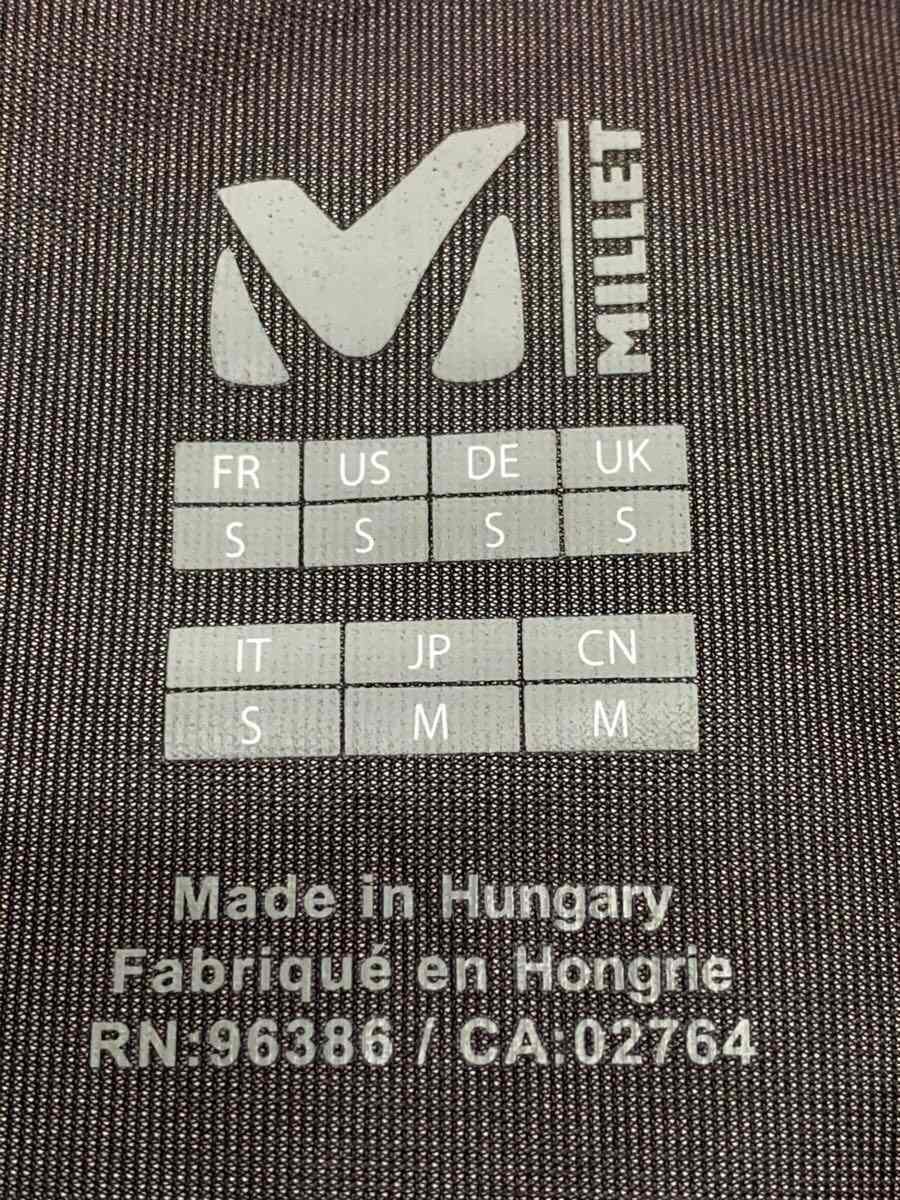 MILLET
FR US DE UK
S S S S
IT JP CN
S M M
Made in Hungary
Fabriqué en Hongrie
RN:96386 / CA:02764